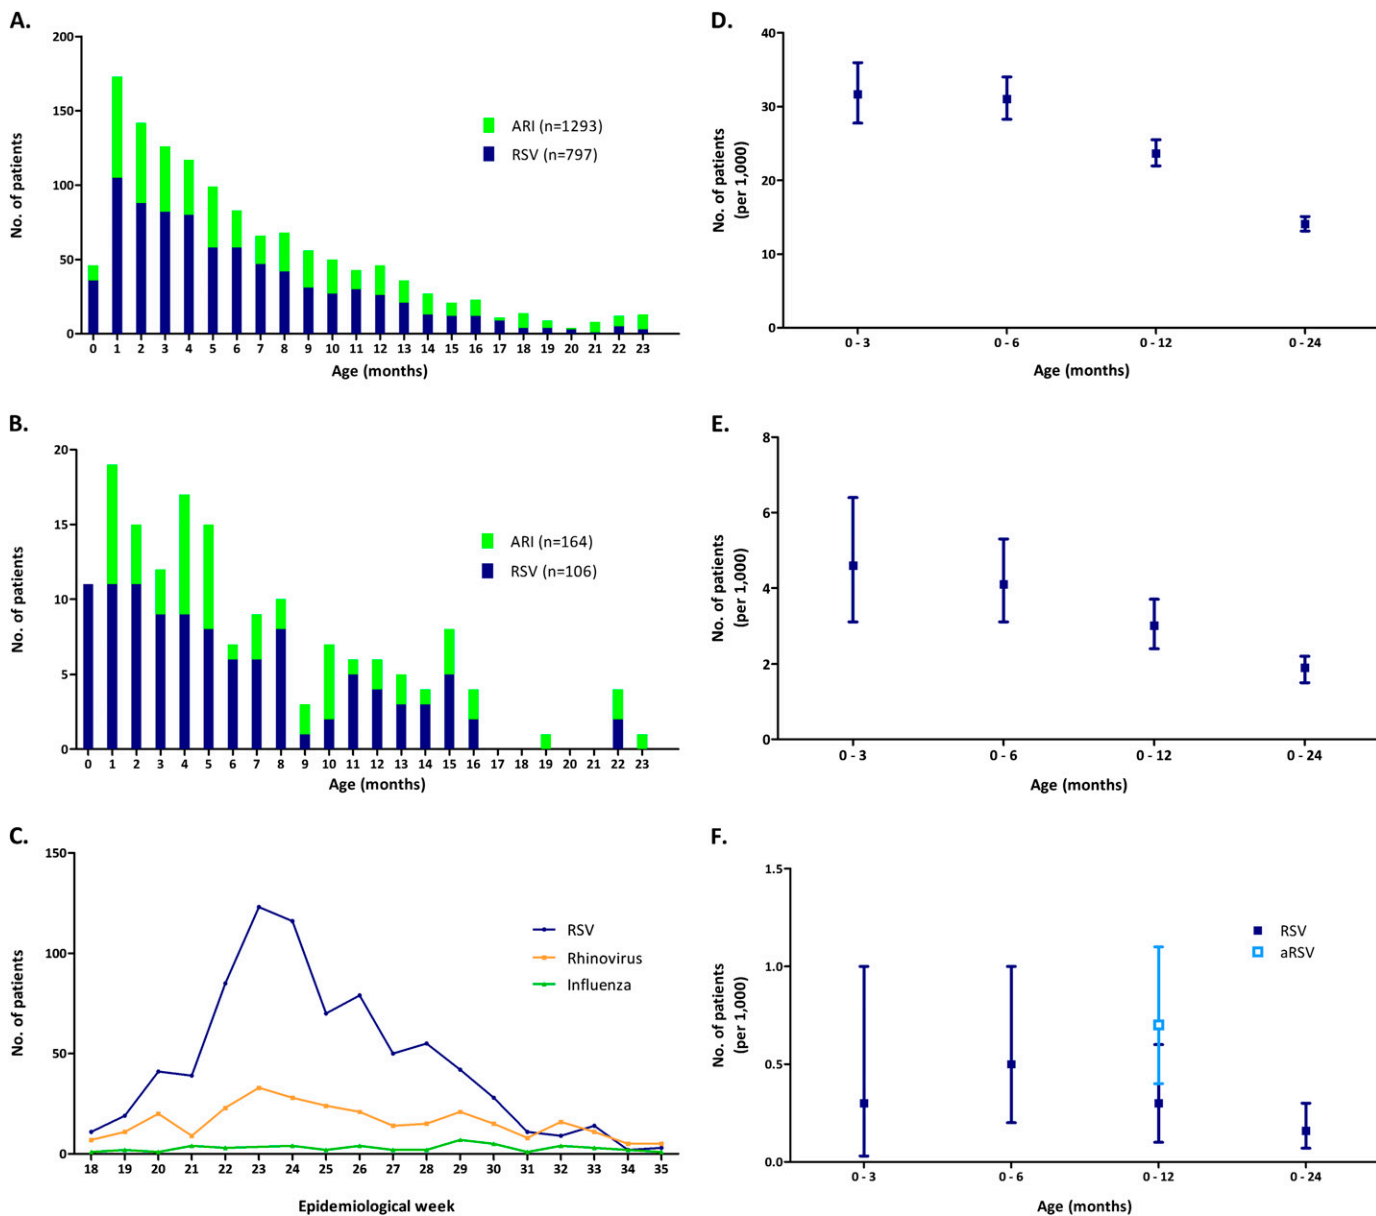 A.
No. of patients
200
150
100
50
0
0 1 2 3 4 5 6 7 8 9 10 11 12 13 14 15 16 17 18 19 20 21 22 23
Age (months)
ARI (n=1293)
RSV (n=797)
D.
No. of patients
(per 1,000)
40
30
20
10
0
0 - 3 0 - 6 0 - 12 0 - 24
Age (months)
B.
No. of patients
20
15
10
5
0
0 1 2 3 4 5 6 7 8 9 10 11 12 13 14 15 16 17 18 19 20 21 22 23
Age (months)
ARI (n=164)
RSV (n=106)
E.
No. of patients
(per 1,000)
8
6
4
2
0
0 - 3 0 - 6 0 - 12 0 - 24
Age (months)
C.
No. of patients
150
100
50
0
18 19 20 21 22 23 24 25 26 27 28 29 30 31 32 33 34 35
Epidemiological week
RSV
Rhinovirus
Influenza
F.
No. of patients
(per 1,000)
1.5
1.0
0.5
0.0
0 - 3 0 - 6 0 - 12 0 - 24
Age (months)
RSV
aRSV